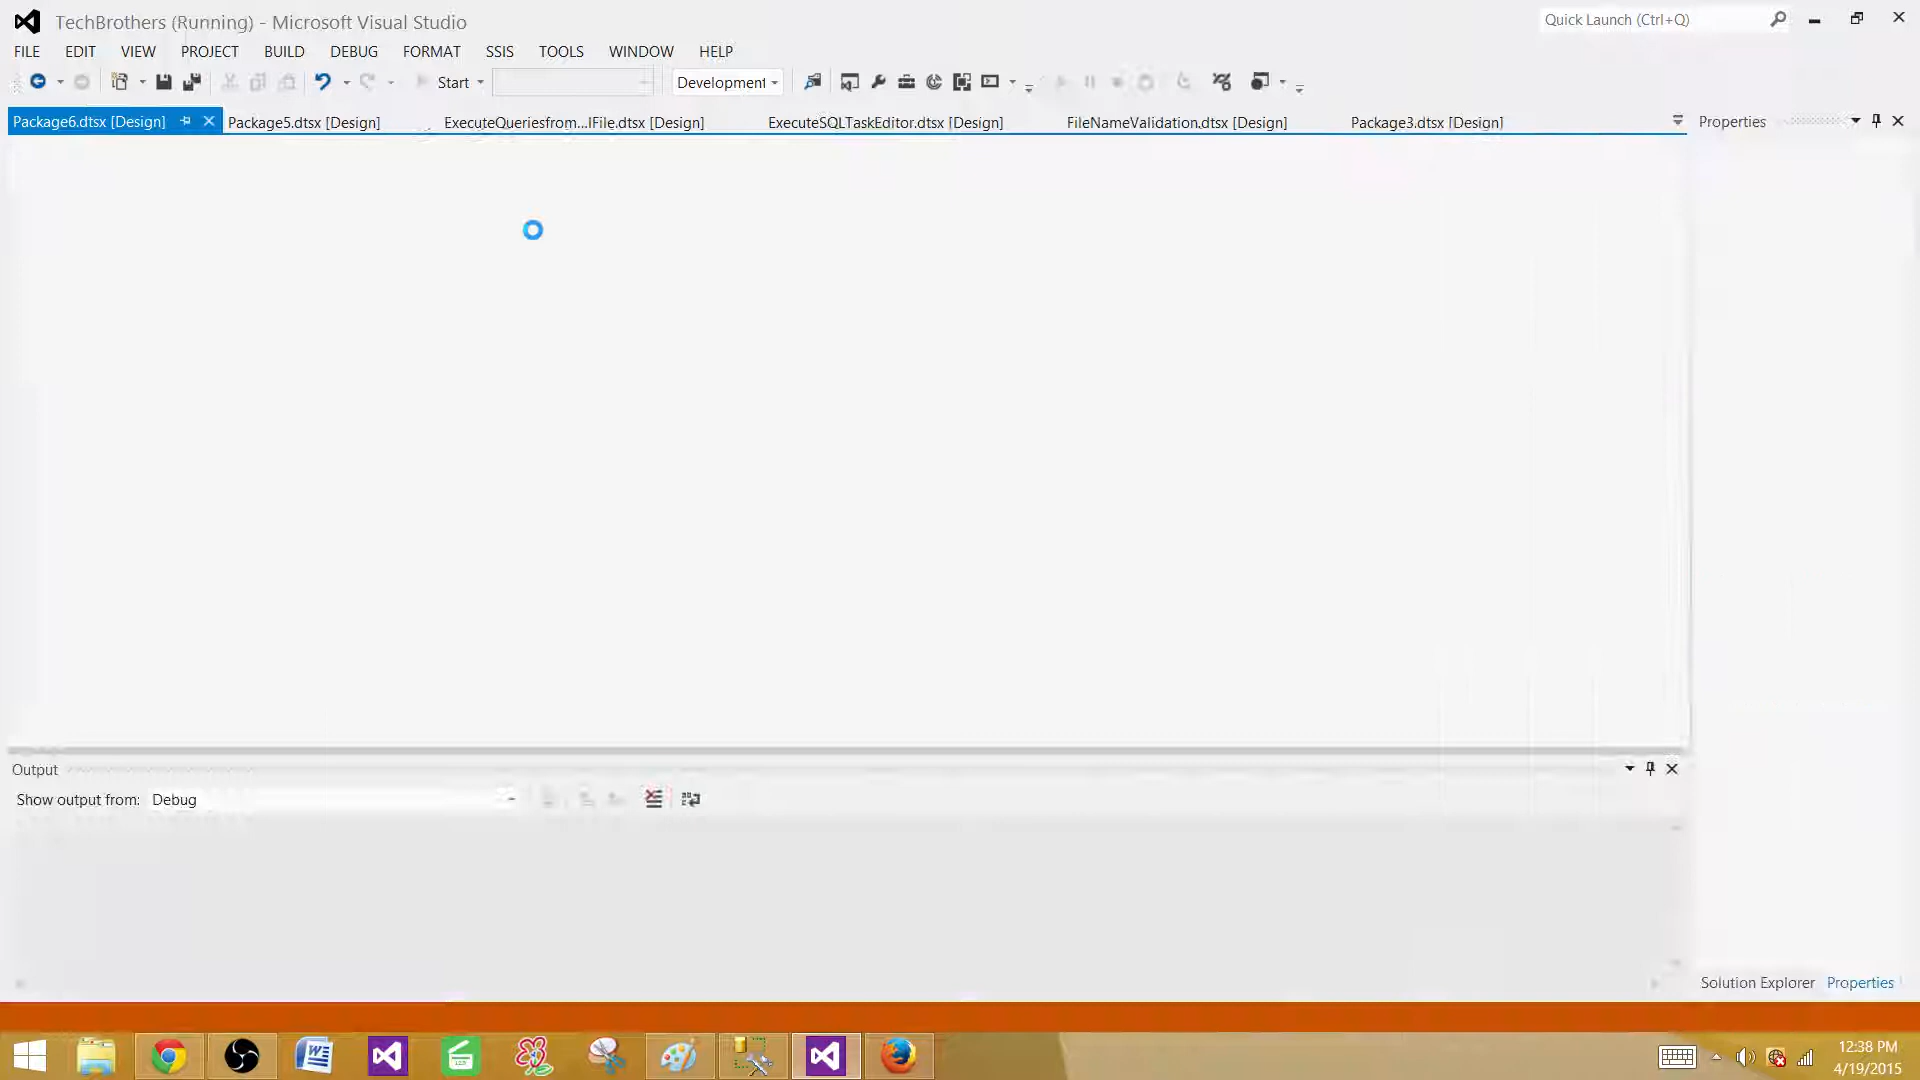 TechBrothers (Running) - Microsoft Visual Studio
Quick Launch (Ctrl+Q)
FILE EDIT VIEW PROJECT BUILD DEBUG FORMAT SSIS TOOLS WINDOW HELP
Start Development
Package6.dtsx [Design] Package5.dtsx [Design] ExecuteQueriesfrom...lFile.dtsx [Design] ExecuteSQLTaskEditor.dtsx [Design] FileNameValidation.dtsx [Design] Package3.dtsx [Design] Properties
Output
Show output from: Debug
Solution Explorer Properties
12:38 PM
4/19/2015